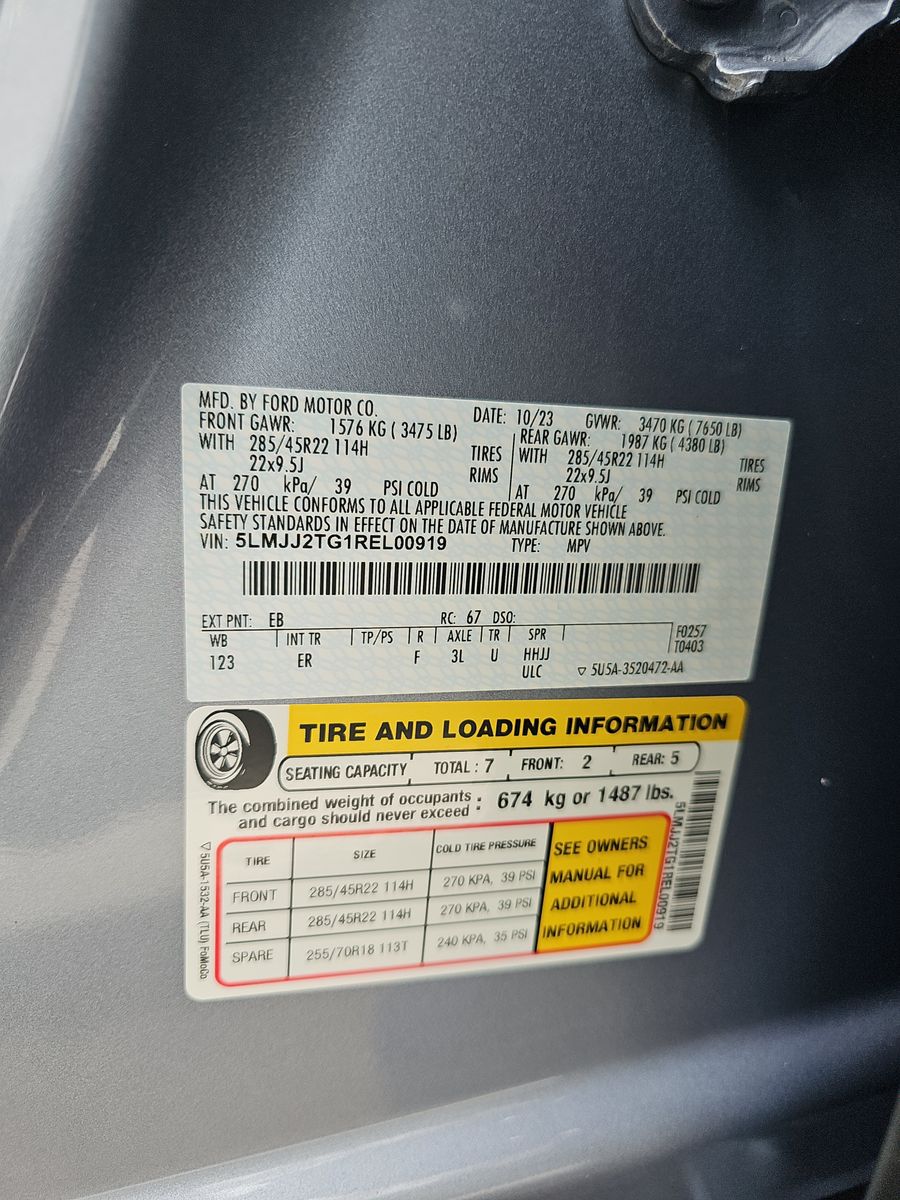 MFD. BY FORD MOTOR CO. DATE: 10/23 GVWR: 3470 KG ( 7650 LB)
FRONT GAWR: 1576 KG ( 3475 LB) REAR GAWR: 1987 KG ( 4380 LB)
WITH 285/45R22 114H TIRES WITH 285/45R22 114H TIRES
22x9.5J RIMS 22x9.5J RIMS
AT 270 kPa/ 39 PSI COLD AT 270 kPa/ 39 PSI COLD
THIS VEHICLE CONFORMS TO ALL APPLICABLE FEDERAL MOTOR VEHICLE
SAFETY STANDARDS IN EFFECT ON THE DATE OF MANUFACTURE SHOWN ABOVE.
VIN: 5LMJJ2TG1REL00919 TYPE: MPV
EXT PNT: EB RC: 67 DSO:
WB INT TR TP/PS R AXLE TR SPR F0257
123 ER F 3L U HHJJ T0403
ULC ▽ 5U5A-3520472-AA
TIRE AND LOADING INFORMATION
SEATING CAPACITY TOTAL : 7 FRONT: 2 REAR: 5
The combined weight of occupants
and cargo should never exceed : 674 kg or 1487 lbs.
TIRE SIZE COLD TIRE PRESSURE
FRONT 285/45R22 114H 270 KPA, 39 PSI
REAR 285/45R22 114H 270 KPA, 39 PSI
SPARE 255/70R18 113T 240 KPA, 35 PSI
SEE OWNERS
MANUAL FOR
ADDITIONAL
INFORMATION
5LMJJ2TG1REL00919
▽ 5U5A-1532-AA (TLU) FoMoCo